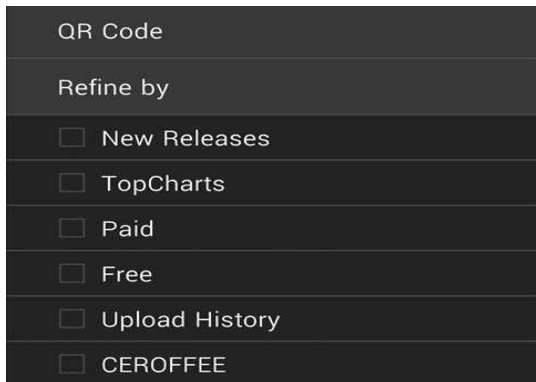 QR Code
Refine by
New Releases
TopCharts
Paid
Free
Upload History
CEROFFEE